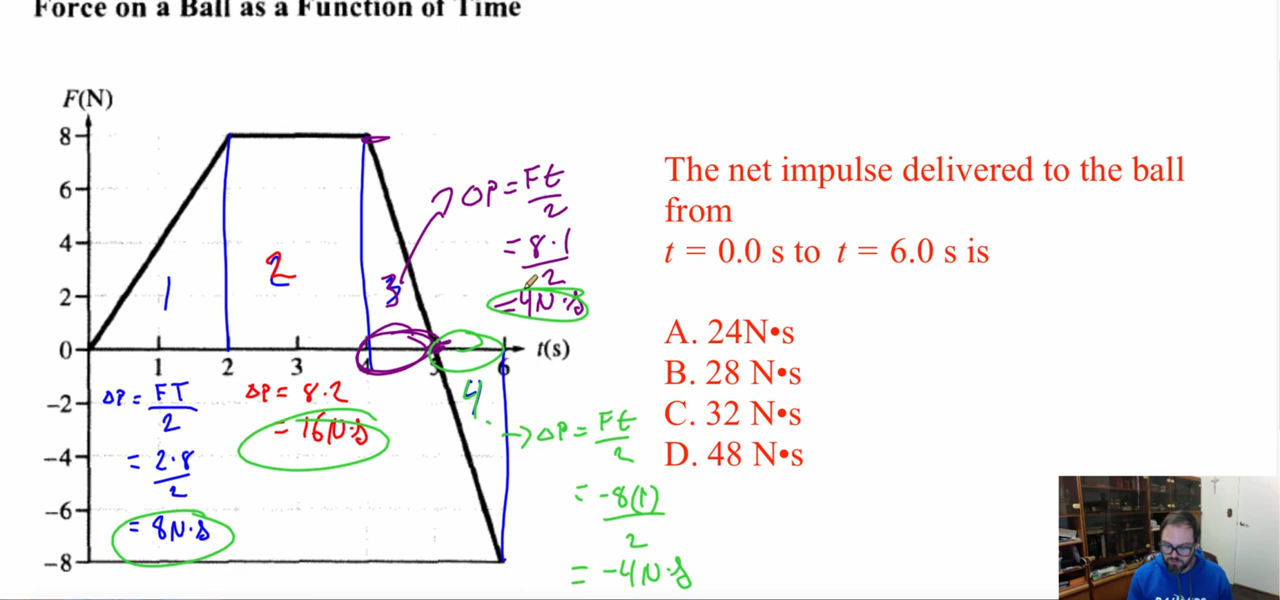 Force on a Ball as a Function of Time
F(N)
8
6
4
2
0
-2
-4
-6
-8
1 2 3 4 5 6 t(s)
1
2
3
4
ΔP = FT/2
= 2·8/2
= 8N·s
ΔP = 8·2
= 16N·s
ΔP = Ft/2
= 8·1/2
= 4N·s
ΔP = Ft/2
= -8(1)/2
= -4N·s
The net impulse delivered to the ball
from
t = 0.0 s to t = 6.0 s is
A. 24N•s
B. 28 N•s
C. 32 N•s
D. 48 N•s